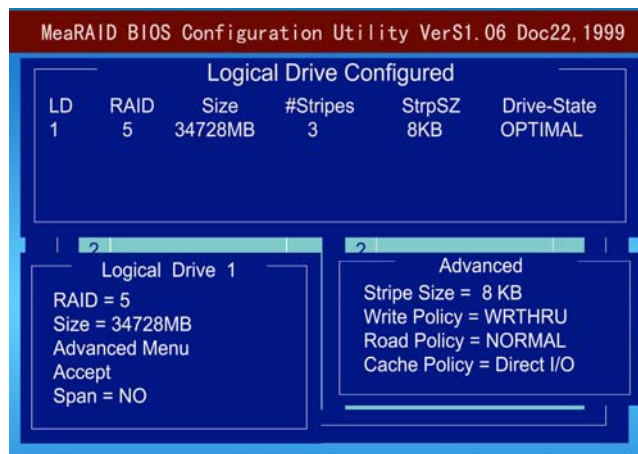 MeaRAID BIOS Configuration Utility VerS1.06 Doc22,1999
Logical Drive Configured
LD RAID Size #Stripes StrpSZ Drive-State
1 5 34728MB 3 8KB OPTIMAL
2 2
Logical Drive 1
RAID = 5
Size = 34728MB
Advanced Menu
Accept
Span = NO
Advanced
Stripe Size = 8 KB
Write Policy = WRTHRU
Road Policy = NORMAL
Cache Policy = Direct I/O